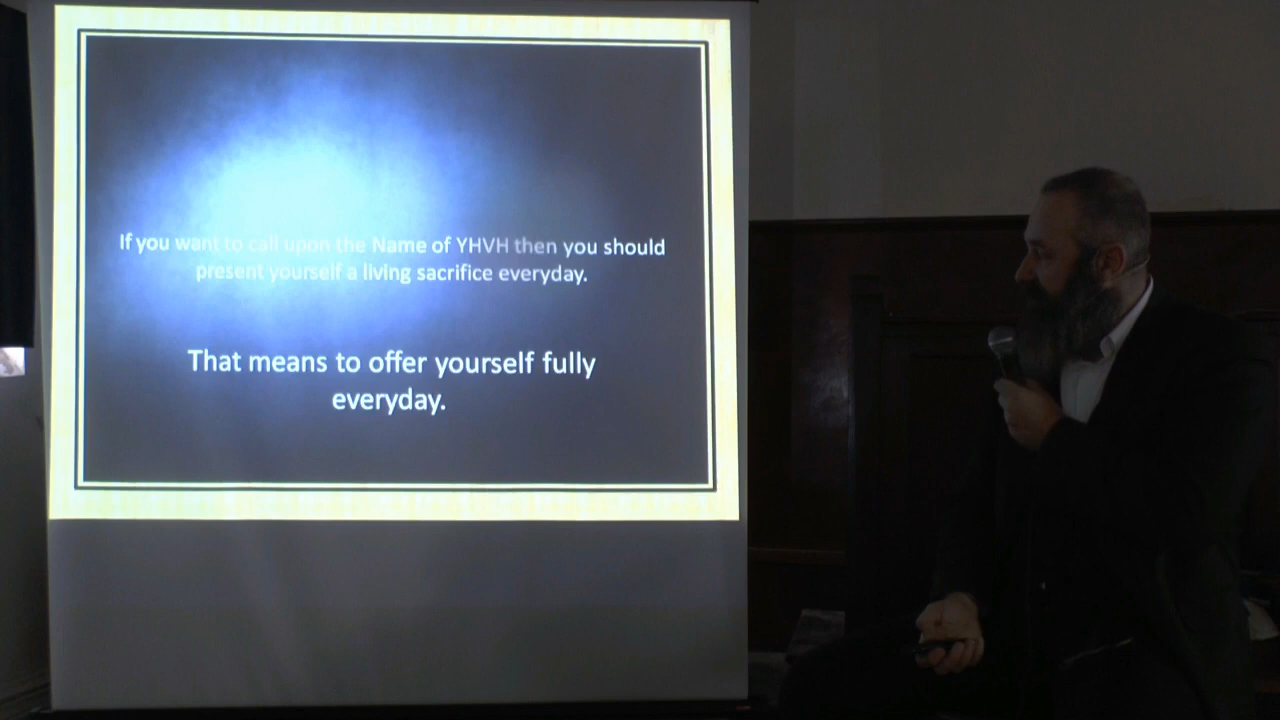 If you want to call upon the Name of YHVH then you should
present yourself a living sacrifice everyday.
That means to offer yourself fully
everyday.